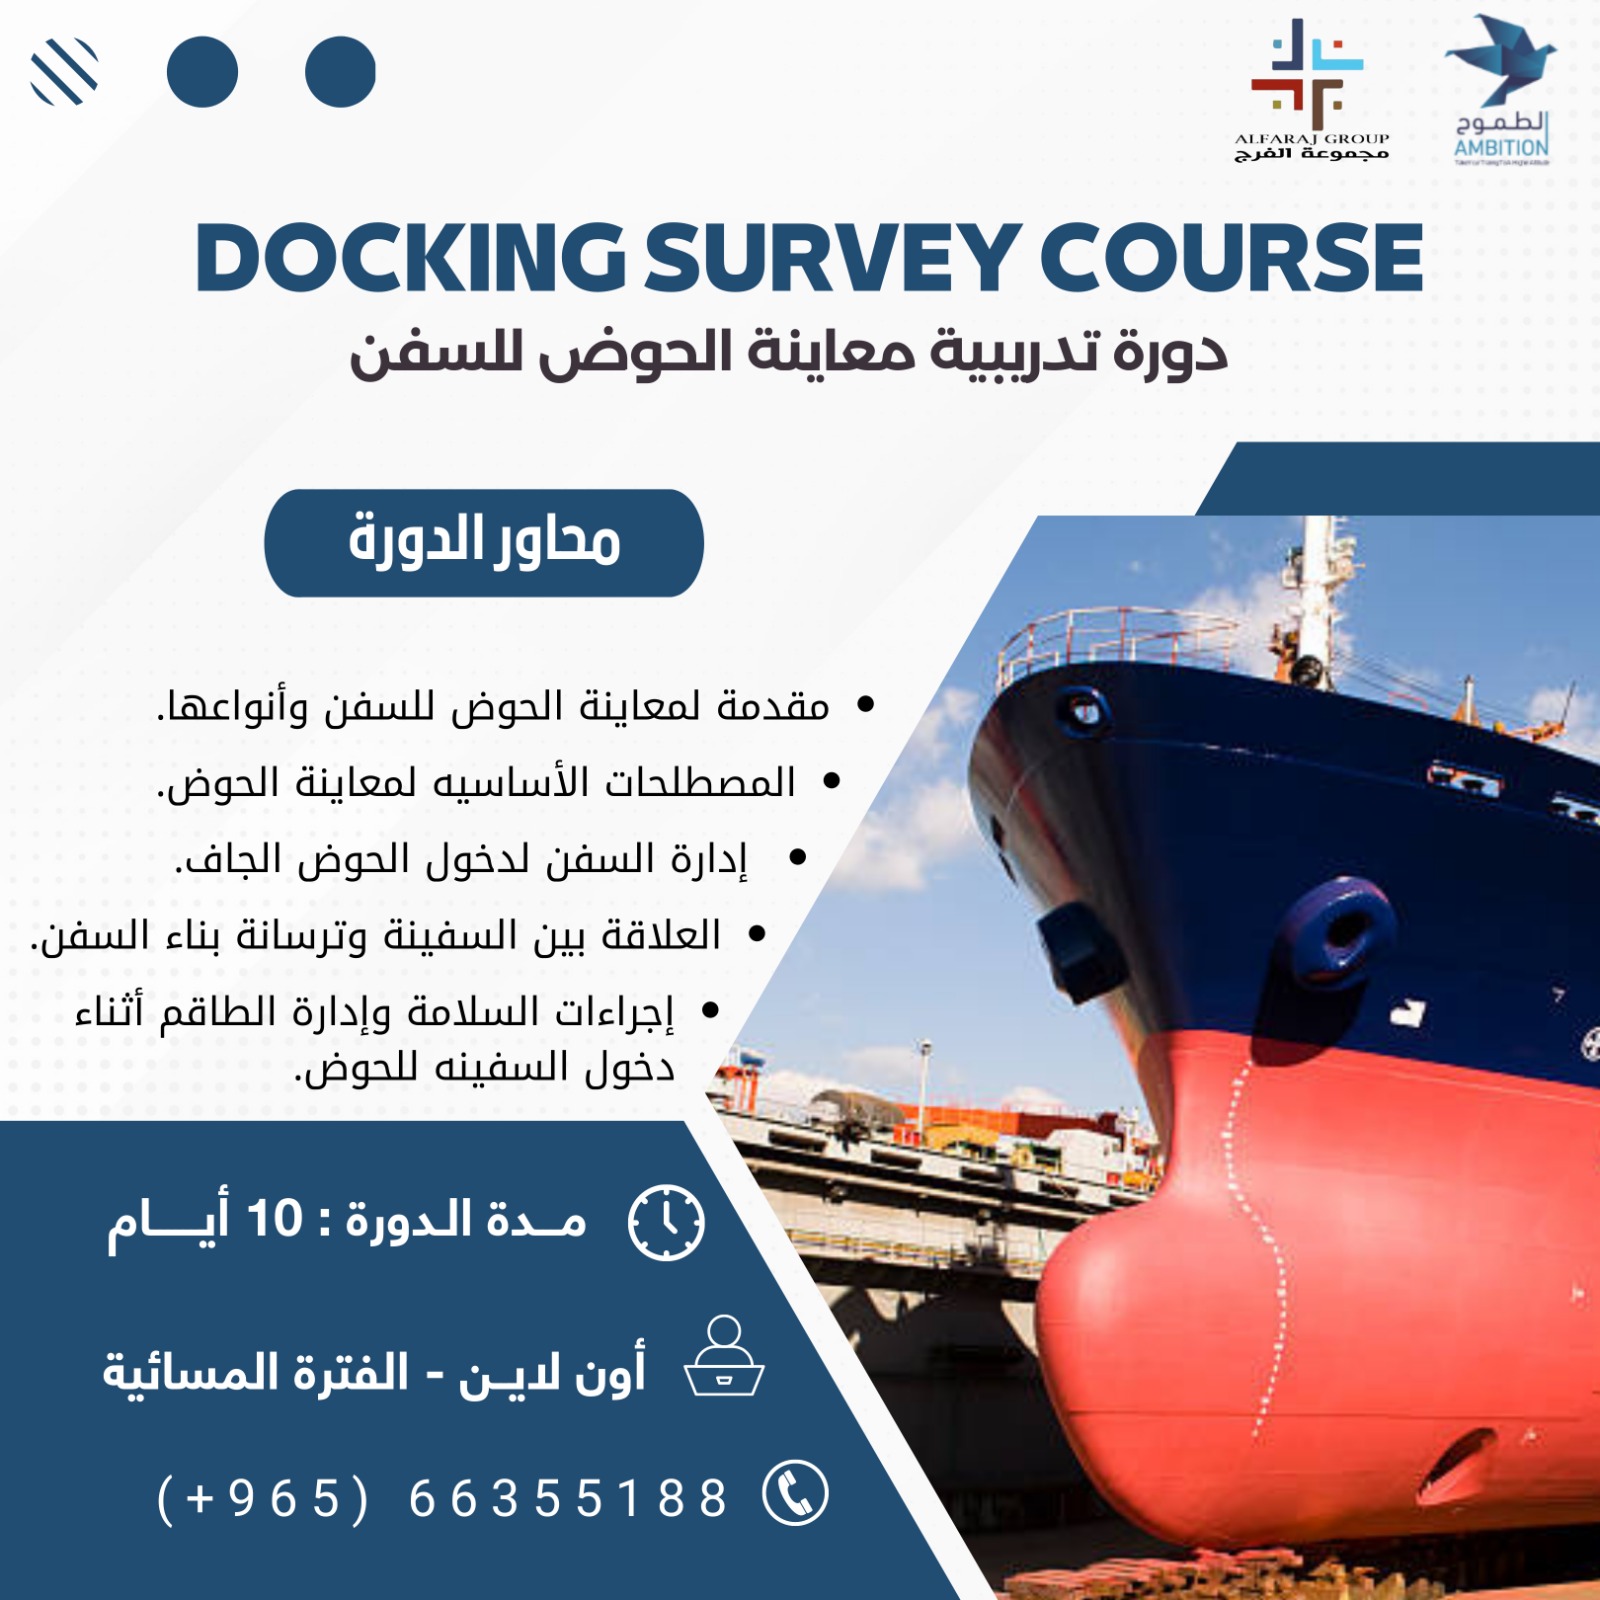 ALFARAJ GROUP
مجموعة الفرج
الطموح
AMBITION
DOCKING SURVEY COURSE
دورة تدريبية معاينة الحوض للسفن
محاور الدورة
• مقدمة لمعاينة الحوض للسفن وأنواعها.
• المصطلحات الأساسيه لمعاينة الحوض.
• إدارة السفن لدخول الحوض الجاف.
• العلاقة بين السفينة وترسانة بناء السفن.
• إجراءات السلامة وإدارة الطاقم أثناء
دخول السفينه للحوض.
مـدة الدورة : 10 أيـــام
أون لايـن - الفترة المسائية
(+965) 66355188